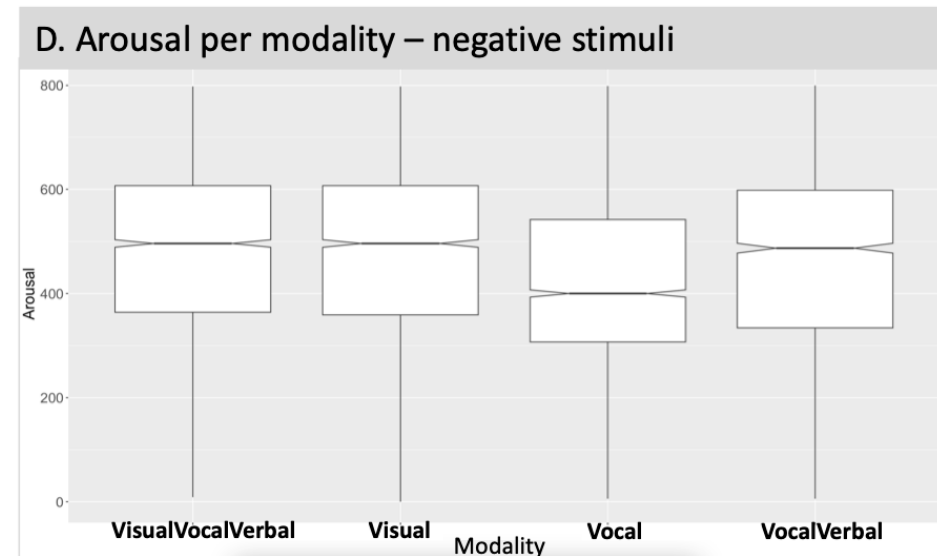 D. Arousal per modality – negative stimuli
800
600
400
200
0
Arousal
VisualVocalVerbal Visual Vocal VocalVerbal
Modality